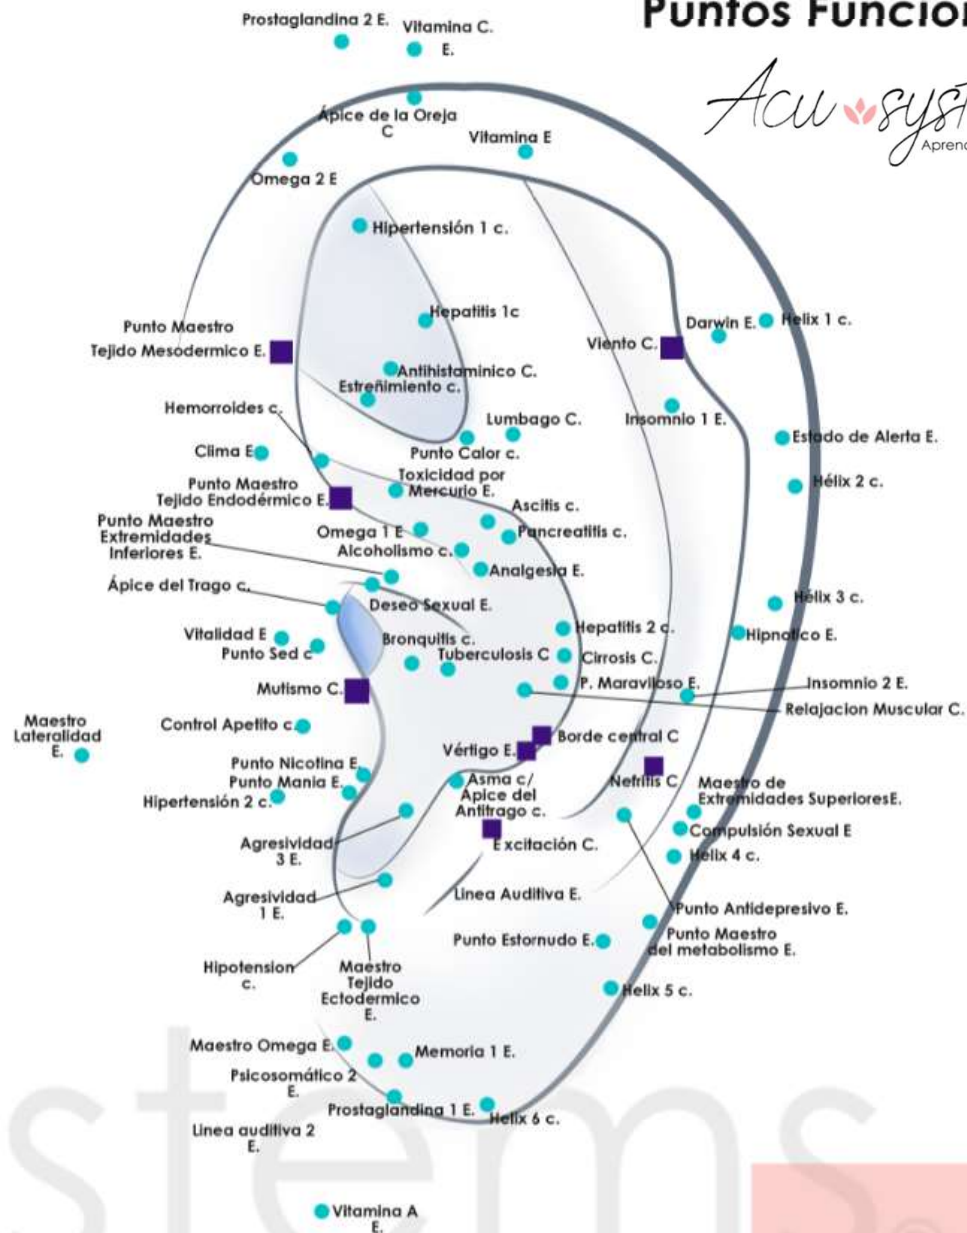 Prostaglandina 2 E.
Vitamina C.
E.
Puntos Funcion
Acu systems
Aprend
Ápice de la Oreja
C
Vitamina E
Omega 2 E
Hipertensión 1 c.
Hepatitis 1c
Punto Maestro
Tejido Mesodermico E.
Viento C.
Darwin E.
Helix 1 c.
Antihistaminico C.
Estreñimiento c.
Hemorroides c.
Lumbago C.
Insomnio 1 E.
Estado de Alerta E.
Clima E
Punto Calor c.
Toxicidad por
Mercurio E.
Punto Maestro
Tejido Endodérmico E.
Hélix 2 c.
Ascitis c.
Punto Maestro
Extremidades
Inferiores E.
Omega 1 E
Pancreatitis c.
Alcoholismo c.
Analgesia E.
Ápice del Trago c.
Deseo Sexual E.
Hélix 3 c.
Vitalidad E
Punto Sed c
Bronquitis c.
Tuberculosis C
Hepatitis 2 c.
Cirrosis C.
Hipnotico E.
Mutismo C.
P. Maravilloso E.
Insomnio 2 E.
Relajacion Muscular C.
Maestro
Lateralidad
E.
Control Apetito c.
Vértigo E.
Borde central C
Punto Nicotina E.
Punto Mania E.
Hipertensión 2 c.
Asma c/
Apice del
Antitrago c.
Nefritis C
Maestro de
Extremidades SuperioresE.
Compulsión Sexual E
Agresividad
3 E.
Excitación C.
Helix 4 c.
Agresividad
1 E.
Linea Auditiva E.
Punto Antidepresivo E.
Punto Estornudo E.
Punto Maestro
del metabolismo E.
Hipotension
c.
Maestro
Tejido
Ectodermico
E.
Helix 5 c.
Maestro Omega E.
Memoria 1 E.
Psicosomático 2
E.
Prostaglandina 1 E.
Helix 6 c.
Linea auditiva 2
E.
stems
Vitamina A
E.